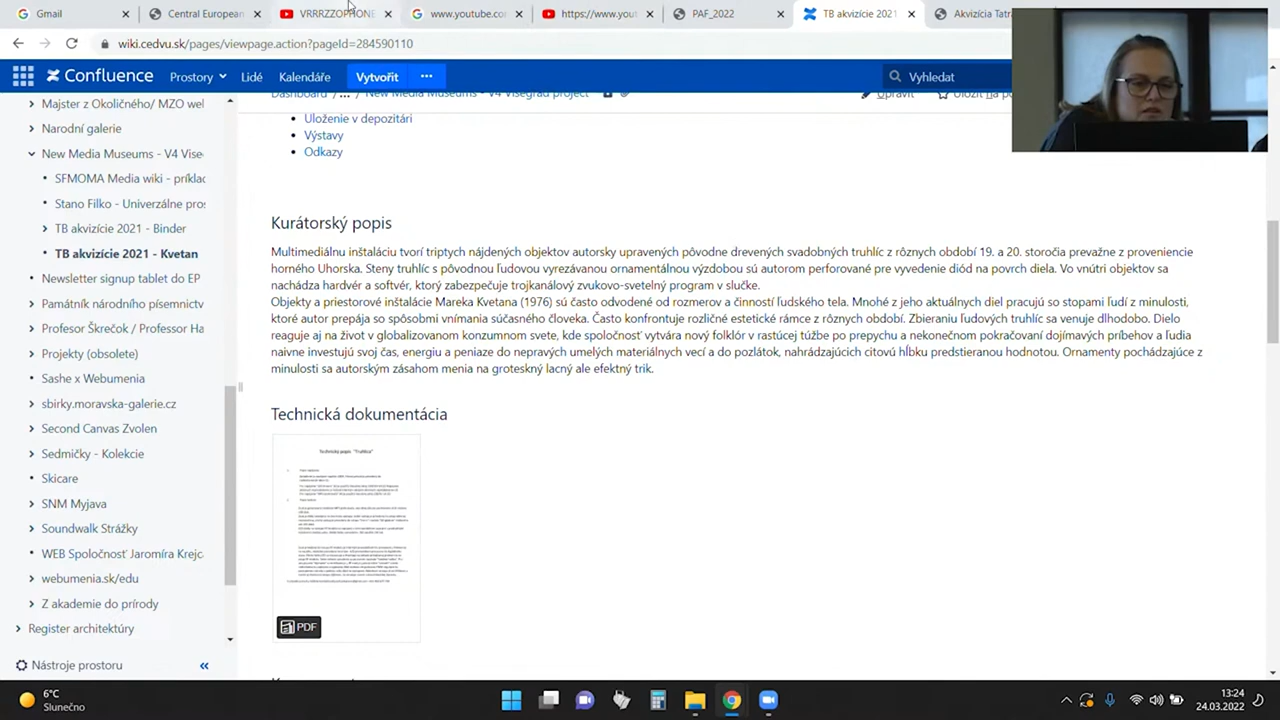 Gmail
Central European
VRRRZZOPHONE
www.youtube.co
https://www.yout
PAF_2022
TB akvizície 2021
Akvizícia Tatra
wiki.cedvu.sk/pages/viewpage.action?pageId=284590110
Confluence
Prostory
Lidé
Kalendáře
Vytvořit
Vyhledat
Dashboard / ... / New Media Museums - V4 Visegrad project
Upravit
Uložit na po
Majster z Okoličného/ MZO wel
Narodní galerie
New Media Museums - V4 Vise
SFMOMA Media wiki - príklad
Stano Filko - Univerzálne pros
TB akvizície 2021 - Binder
TB akvizície 2021 - Kvetan
Newsletter signup tablet do EP
Památník národního písemnictv
Profesor Škrečok / Professor Ha
Projekty (obsolete)
Sashe x Webumenia
sbirky.moravska-galerie.cz
Second Canvas Zvolen
Sedmičky v kolekcie
Skicare
SNG výjava
Soundwalk Stráky
webumenia.sk/edu
Z akademie do prírody
Register architektúry
Nástroje prostoru
Uloženie v depozitári
Výstavy
Odkazy
Kurátorský popis
Multimediálnu inštaláciu tvorí triptych nájdených objektov autorsky upravených pôvodne drevených svadobných truhlíc z rôznych období 19. a 20. storočia prevažne z proveniencie
horného Uhorska. Steny truhlíc s pôvodnou ľudovou vyrezávanou ornamentálnou výzdobou sú autorom perforované pre vyvedenie diód na povrch diela. Vo vnútri objektov sa
nachádza hardvér a softvér, ktorý zabezpečuje trojkanálový zvukovo-svetelný program v slučke.
Objekty a priestorové inštalácie Mareka Kvetana (1976) sú často odvodené od rozmerov a činností ľudského tela. Mnohé z jeho aktuálnych diel pracujú so stopami ľudí z minulosti,
ktoré autor prepája so spôsobmi vnímania súčasného človeka. Často konfrontuje rozličné estetické rámce z rôznych období. Zbieraniu ľudových truhlíc sa venuje dlhodobo. Dielo
reaguje aj na život v globalizovanom konzumnom svete, kde spoločnosť vytvára nový folklór v rastúcej túžbe po prepychu a nekonečnom pokračovaní dojímavých príbehov a ľudia
naivne investujú svoj čas, energiu a peniaze do nepravých umelých materiálnych vecí a do pozlátok, nahrádzajúcich citovú hĺbku predstieranou hodnotou. Ornamenty pochádzajúce z
minulosti sa autorským zásahom menia na groteskný lacný ale efektný trik.
Technická dokumentácia
Technický popis "Truhlica"
PDF
6°C
Slunečno
13:24
24.03.2022